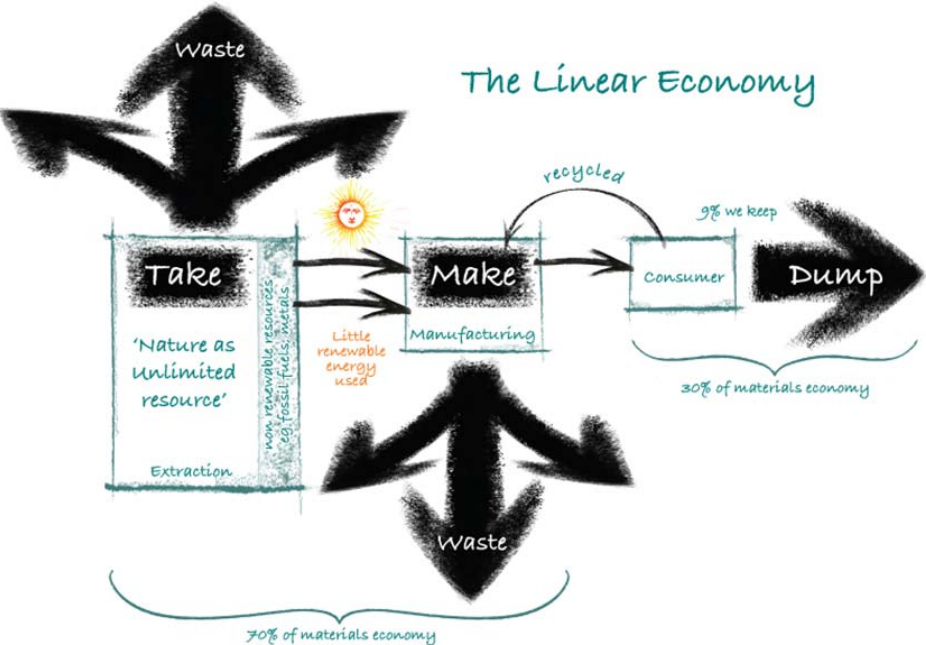 Waste
The Linear Economy
recycled
9% we keep
Take
Make
Consumer
Dump
Manufacturing
'Nature as
Unlimited
resource'
Extraction
non renewable resources
eg fossil fuels; metals
Little
renewable
energy
used
30% of materials economy
Waste
70% of materials economy